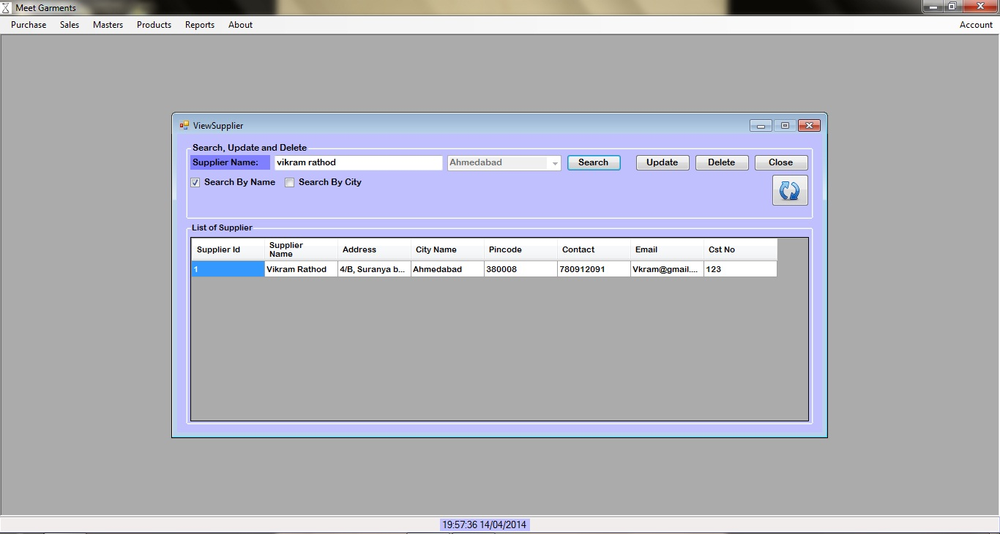 Meet Garments
Purchase Sales Masters Products Reports About Account
ViewSupplier
Search, Update and Delete
Supplier Name: vikram rathod Ahmedabad Search Update Delete Close
Search By Name Search By City
List of Supplier
Supplier Id Supplier Name Address City Name Pincode Contact Email Cst No
1 Vikram Rathod 4/B, Suranya b... Ahmedabad 380008 780912091 Vkram@gmail.... 123
19:57:36 14/04/2014